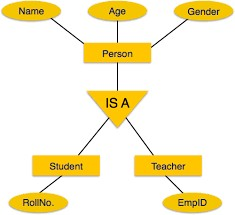 Name
Age
Gender
Person
IS A
Student
Teacher
RollNo.
EmpID